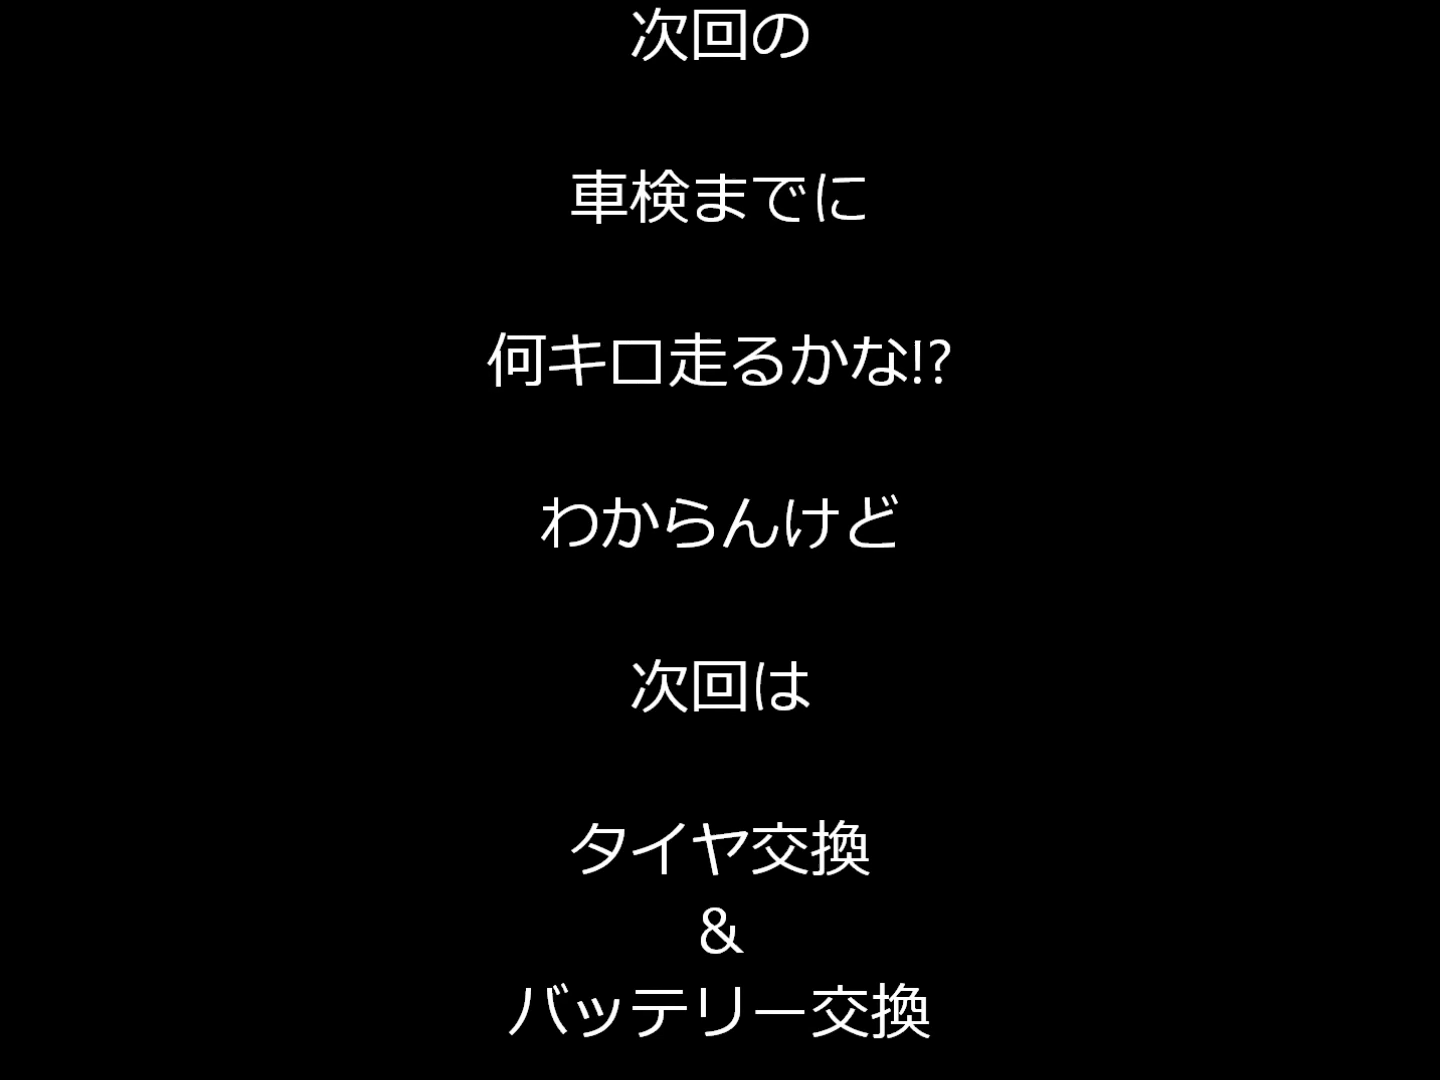 次回の
車検までに
何キロ走るかな!?
わからんけど
次回は
タイヤ交換
&
バッテリー交換